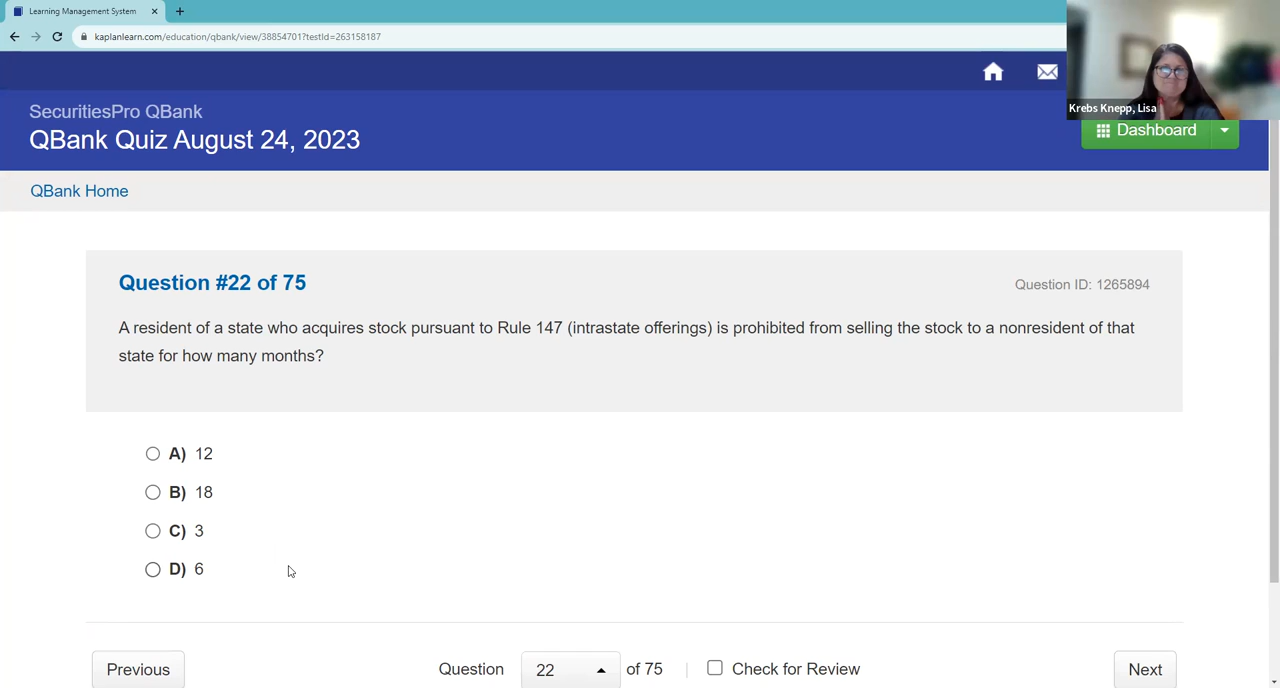 Learning Management System
kaplanlearn.com/education/qbank/view/38854701?testId=263158187
Krebs Knepp, Lisa
SecuritiesPro QBank
QBank Quiz August 24, 2023
Dashboard
QBank Home
Question #22 of 75
Question ID: 1265894
A resident of a state who acquires stock pursuant to Rule 147 (intrastate offerings) is prohibited from selling the stock to a nonresident of that
state for how many months?
A) 12
B) 18
C) 3
D) 6
Previous
Question 22 of 75
Check for Review
Next